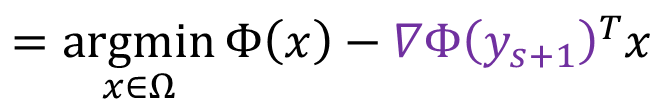 = argmin Φ(x) − ∇Φ(y_{s+1})^T x
x∈Ω